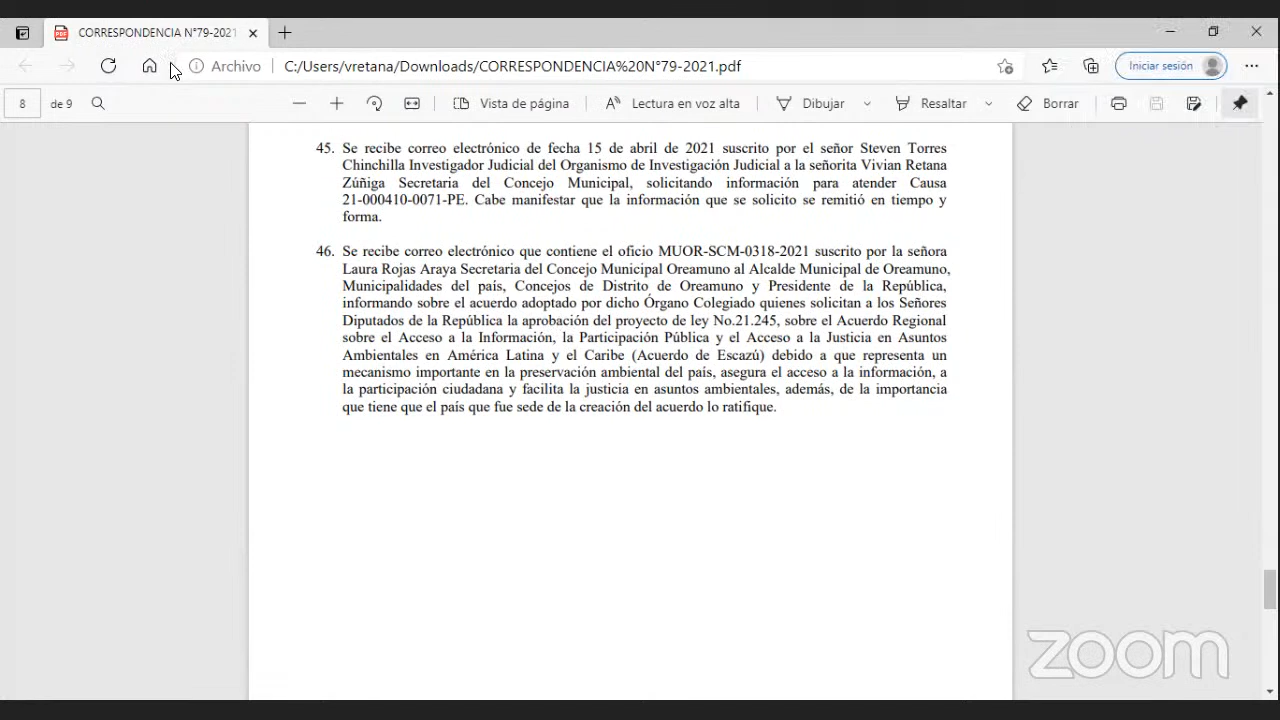 CORRESPONDENCIA N°79-2021
Archivo C:/Users/vretana/Downloads/CORRESPONDENCIA%20N°79-2021.pdf Iniciar sesión
8 de 9 Vista de página Lectura en voz alta Dibujar Resaltar Borrar
45. Se recibe correo electrónico de fecha 15 de abril de 2021 suscrito por el señor Steven Torres
Chinchilla Investigador Judicial del Organismo de Investigación Judicial a la señorita Vivian Retana
Zúñiga Secretaria del Concejo Municipal, solicitando información para atender Causa
21-000410-0071-PE. Cabe manifestar que la información que se solicito se remitió en tiempo y
forma.
46. Se recibe correo electrónico que contiene el oficio MUOR-SCM-0318-2021 suscrito por la señora
Laura Rojas Araya Secretaria del Concejo Municipal Oreamuno al Alcalde Municipal de Oreamuno,
Municipalidades del país, Concejos de Distrito de Oreamuno y Presidente de la República,
informando sobre el acuerdo adoptado por dicho Órgano Colegiado quienes solicitan a los Señores
Diputados de la República la aprobación del proyecto de ley No.21.245, sobre el Acuerdo Regional
sobre el Acceso a la Información, la Participación Pública y el Acceso a la Justicia en Asuntos
Ambientales en América Latina y el Caribe (Acuerdo de Escazú) debido a que representa un
mecanismo importante en la preservación ambiental del país, asegura el acceso a la información, a
la participación ciudadana y facilita la justicia en asuntos ambientales, además, de la importancia
que tiene que el país que fue sede de la creación del acuerdo lo ratifique.
zoom